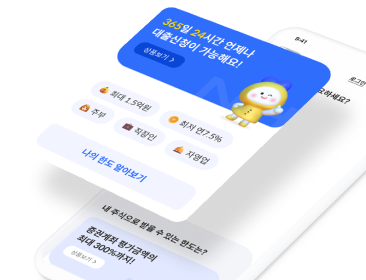 9:41
로그인
365일 24시간 언제나
대출신청이 가능해요!
상품보기 >
하세요?
최대 1.5억원
최저 연7.5%
주부
직장인
자영업
나의 한도 알아보기
내 주식으로 받을 수 있는 한도는?
증권계좌 평가금액의
최대 300%까지!
상품보기 >